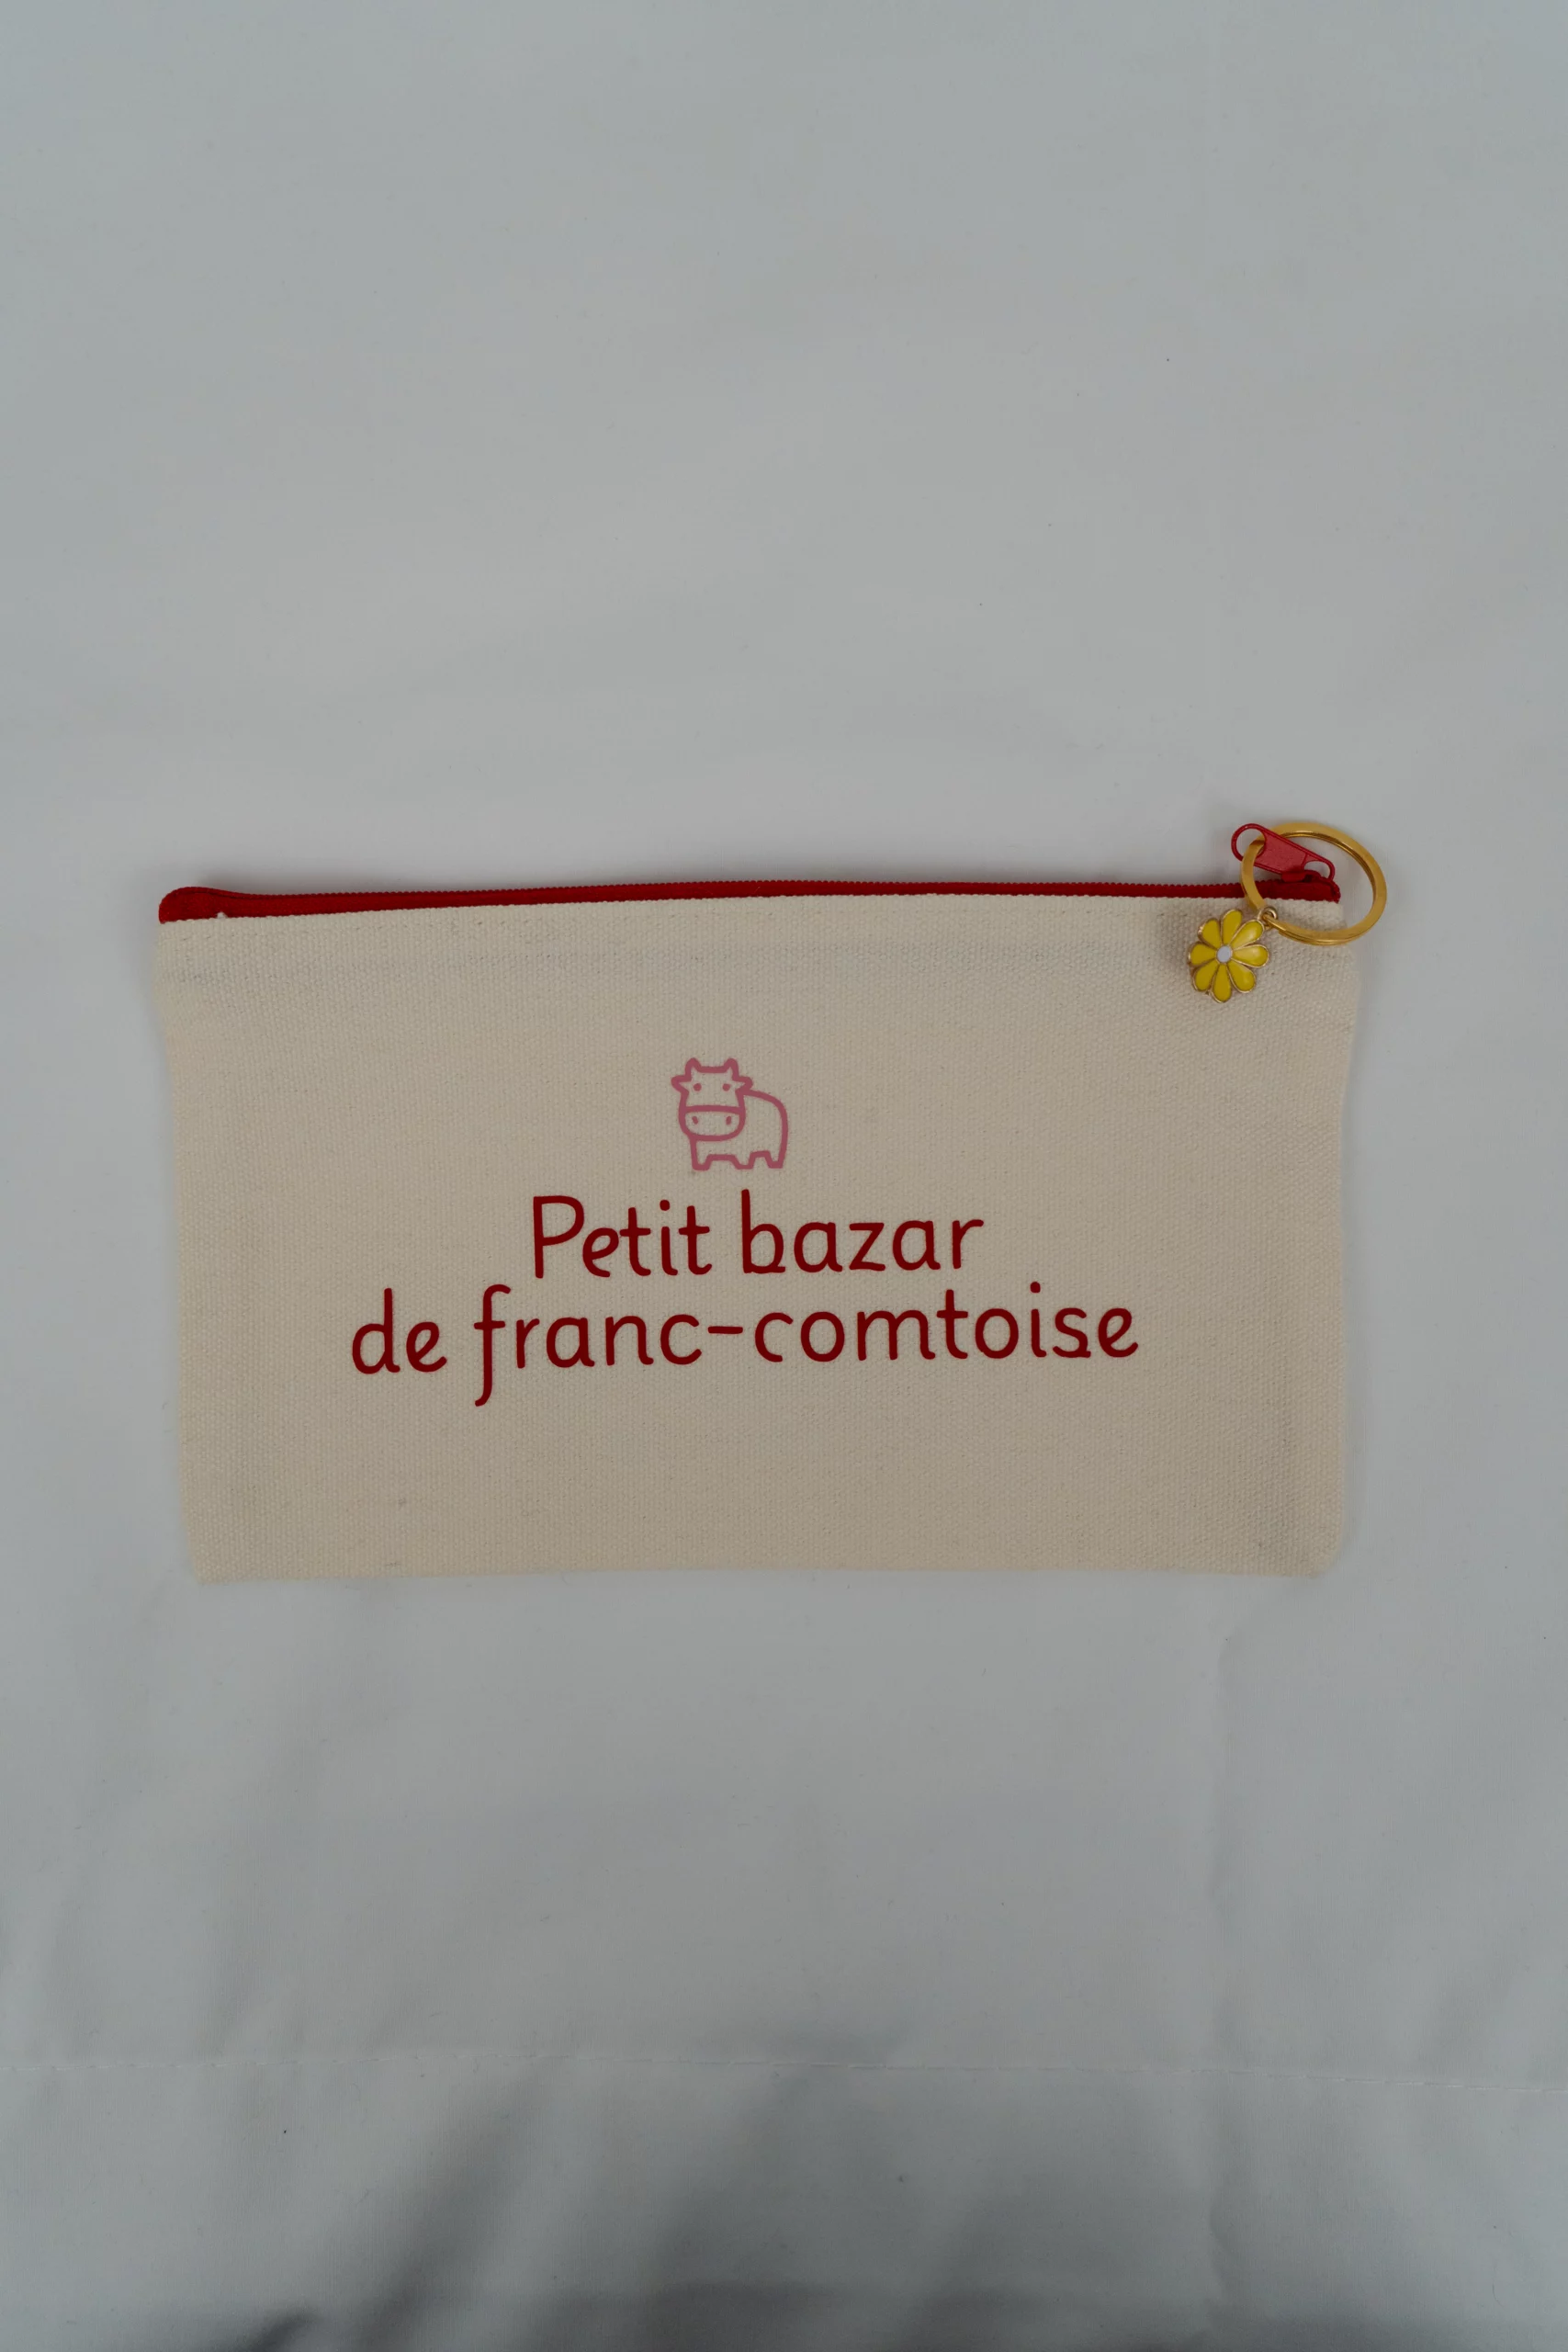 Petit bazar
de franc-comtoise